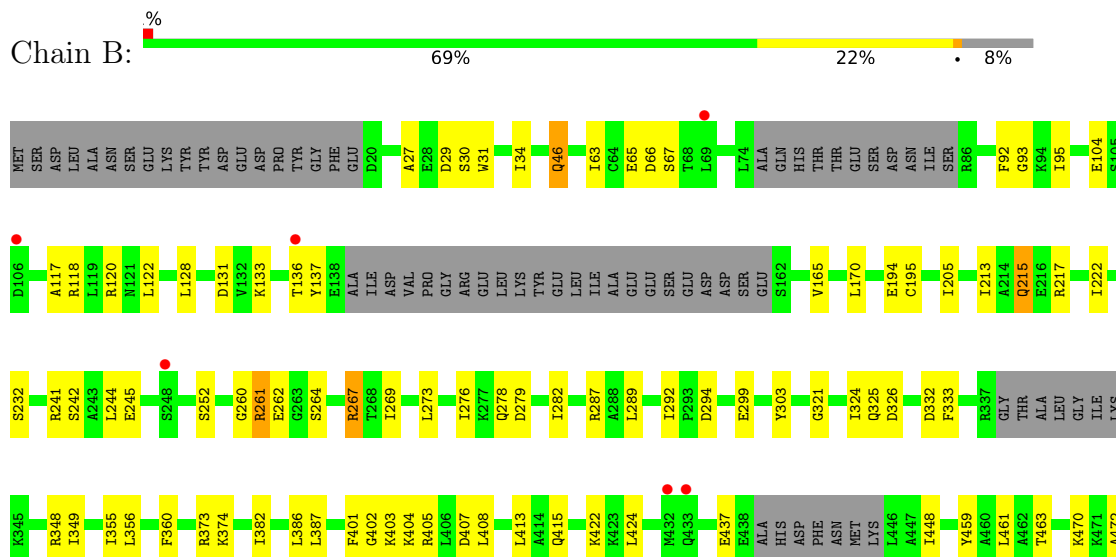 Chain B:
69% 22% • 8%
MET SER ASP LEU ALA ASN SER GLU LYS TYR TYR ASP GLU ASP PRO TYR GLY PHE GLU D20 A27 E28 D29 S30 W31 I34 Q46 I63 C64 E65 D66 S67 T68 L69 L74 ALA GLN HIS THR THR GLU SER ASP ASN ILE SER R86 F92 G93 K94 I95 E104 S105
D106 A117 R118 L119 R120 N121 L122 L128 D131 V132 K133 T136 Y137 E138 ALA ILE ASP VAL PRO GLY ARG GLU LEU LYS TYR GLU LEU ILE ALA GLU GLU SER GLU ASP ASP SER GLU S162 V165 L170 E194 C195 I205 I213 A214 Q215 E216 R217 I222
S232 R241 S242 A243 L244 E245 S248 S252 G260 R261 E262 G263 S264 R267 T268 I269 L273 I276 K277 Q278 D279 I282 R287 A288 L289 I292 P293 D294 E299 Y303 G321 I324 Q325 D326 D332 F333 R337 GLY THR ALA LEU GLY ILE LYS
K345 R348 I349 I355 L356 F360 R373 K374 I382 L386 L387 F401 G402 K403 K404 R405 L406 D407 L408 L413 A414 Q415 K422 K423 L424 M432 Q433 E437 E438 ALA HIS ASP PHE ASN MET LYS L446 A447 I448 Y459 A460 L461 A462 T463 K470 K471